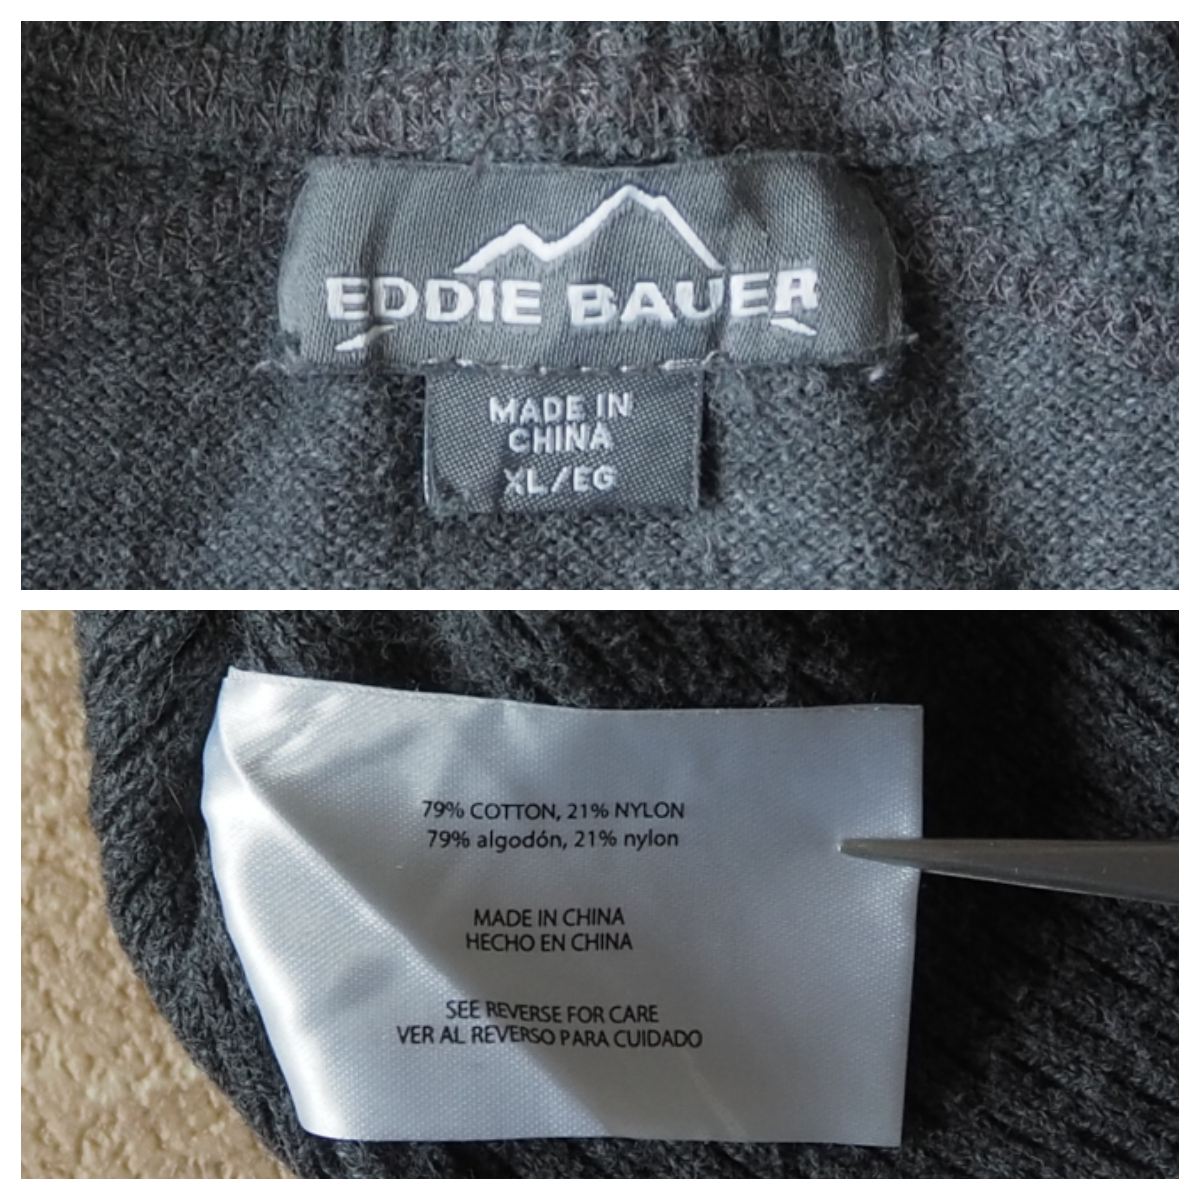 EDDIE BAUER
MADE IN
CHINA
XL/EG
79% COTTON, 21% NYLON
79% algodón, 21% nylon
MADE IN CHINA
HECHO EN CHINA
SEE REVERSE FOR CARE
VER AL REVERSO PARA CUIDADO